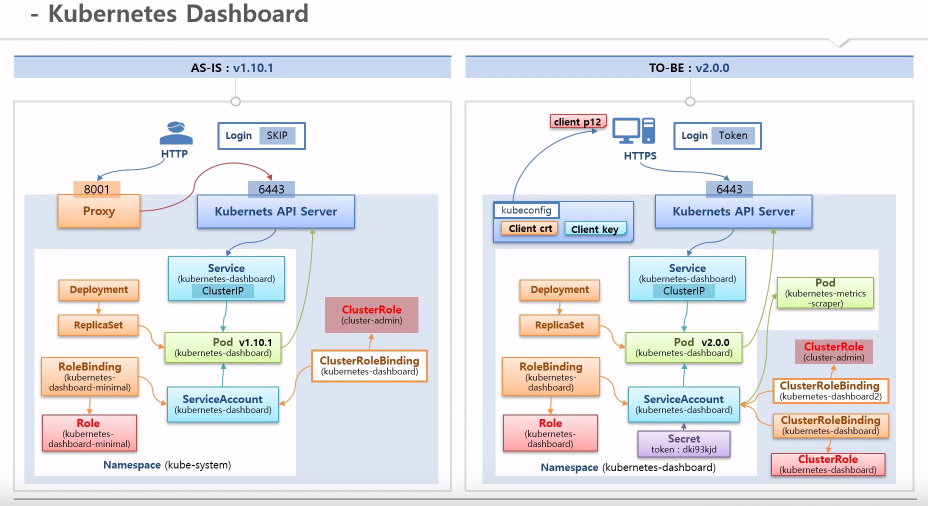 - Kubernetes Dashboard
AS-IS : v1.10.1
HTTP
Login SKIP
8001
Proxy
6443
Kubernets API Server
Service
(kubernetes-dashboard)
ClusterIP
Deployment
ReplicaSet
Pod v1.10.1
(kubernetes-dashboard)
ClusterRole
(cluster-admin)
ClusterRoleBinding
(kubernetes-dashboard)
RoleBinding
(kubernetes-
dashboard-minimal)
ServiceAccount
(kubernetes-dashboard)
Role
(kubernetes-
dashboard-minimal)
Namespace (kube-system)
TO-BE : v2.0.0
client p12
HTTPS
Login Token
6443
Kubernets API Server
kubeconfig
Client crt
Client key
Service
(kubernetes-dashboard)
ClusterIP
Pod
(kubernetes-metrics
-scraper)
Deployment
ReplicaSet
Pod v2.0.0
(kubernetes-dashboard)
ClusterRole
(cluster-admin)
RoleBinding
(kubernetes-
dashboard)
ServiceAccount
(kubernetes-dashboard)
ClusterRoleBinding
(kubernetes-dashboard2)
ClusterRoleBinding
(kubernetes-dashboard)
Role
(kubernetes-
dashboard)
Secret
token : dki93kjd
ClusterRole
(kubernetes-dashboard)
Namespace (kubernetes-dashboard)